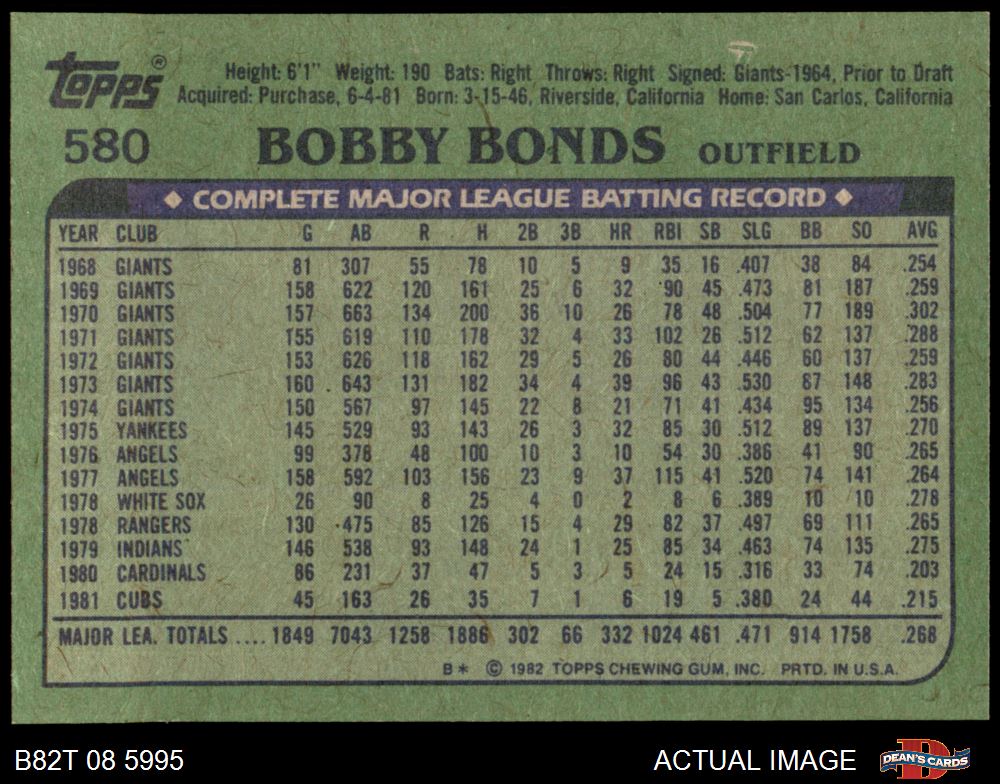 Topps® Height: 6'1" Weight: 190 Bats: Right Throws: Right Signed: Giants-1964, Prior to Draft
Acquired: Purchase, 6-4-81 Born: 3-15-46, Riverside, California Home: San Carlos, California
580 BOBBY BONDS OUTFIELD
◆ COMPLETE MAJOR LEAGUE BATTING RECORD ◆
YEAR CLUB G AB R H 2B 3B HR RBI SB SLG BB SO AVG
1968 GIANTS 81 307 55 78 10 5 9 35 16 .407 38 84 .254
1969 GIANTS 158 622 120 161 25 6 32 90 45 .473 81 187 .259
1970 GIANTS 157 663 134 200 36 10 26 78 48 .504 77 189 .302
1971 GIANTS 155 619 110 178 32 4 33 102 26 .512 62 137 .288
1972 GIANTS 153 626 118 162 29 5 26 80 44 .446 60 137 .259
1973 GIANTS 160 643 131 182 34 4 39 96 43 .530 87 148 .283
1974 GIANTS 150 567 97 145 22 8 21 71 41 .434 95 134 .256
1975 YANKEES 145 529 93 143 26 3 32 85 30 .512 89 137 .270
1976 ANGELS 99 378 48 100 10 3 10 54 30 .386 41 90 .265
1977 ANGELS 158 592 103 156 23 9 37 115 41 .520 74 141 .264
1978 WHITE SOX 26 90 8 25 4 0 2 8 6 .389 10 10 .278
1978 RANGERS 130 475 85 126 15 4 29 82 37 .497 69 111 .265
1979 INDIANS 146 538 93 148 24 1 25 85 34 .463 74 135 .275
1980 CARDINALS 86 231 37 47 5 3 5 24 15 .316 33 74 .203
1981 CUBS 45 163 26 35 7 1 6 19 5 .380 24 44 .215
MAJOR LEA. TOTALS .... 1849 7043 1258 1886 302 66 332 1024 461 .471 914 1758 .268
B* © 1982 TOPPS CHEWING GUM, INC. PRTD. IN U.S.A.
B82T 08 5995 ACTUAL IMAGE D DEAN'S CARDS